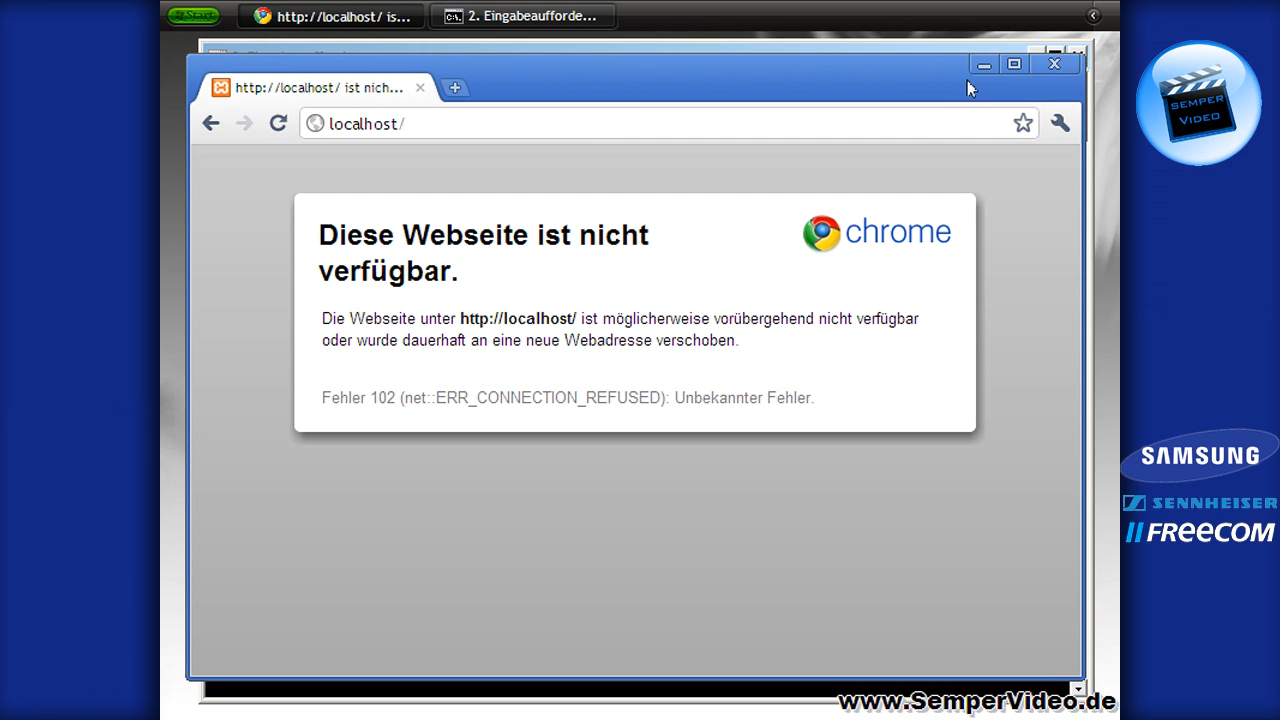 Start
http://localhost/ is...
2. Eingabeaufforde...
http://localhost/ ist nich...
localhost/
SEMPER
VIDEO
Diese Webseite ist nicht
verfügbar.
chrome
Die Webseite unter http://localhost/ ist möglicherweise vorübergehend nicht verfügbar
oder wurde dauerhaft an eine neue Webadresse verschoben.
Fehler 102 (net::ERR_CONNECTION_REFUSED): Unbekannter Fehler.
SAMSUNG
SENNHEISER
FREECOM
www.SemperVideo.de